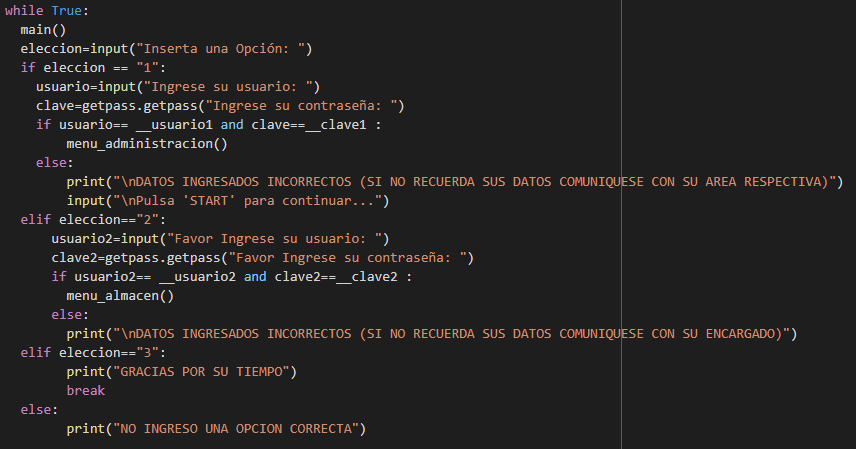 while True:
  main()
  eleccion=input("Inserta una Opción: ")
  if eleccion == "1":
    usuario=input("Ingrese su usuario: ")
    clave=getpass.getpass("Ingrese su contraseña: ")
    if usuario== __usuario1 and clave==__clave1 :
        menu_administracion()
    else:
        print("\nDATOS INGRESADOS INCORRECTOS (SI NO RECUERDA SUS DATOS COMUNIQUESE CON SU AREA RESPECTIVA)")
        input("\nPulsa 'START' para continuar...")
  elif eleccion=="2":
      usuario2=input("Favor Ingrese su usuario: ")
      clave2=getpass.getpass("Favor Ingrese su contraseña: ")
      if usuario2== __usuario2 and clave2==__clave2 :
        menu_almacen()
      else:
        print("\nDATOS INGRESADOS INCORRECTOS (SI NO RECUERDA SUS DATOS COMUNIQUESE CON SU ENCARGADO)")
  elif eleccion=="3":
        print("GRACIAS POR SU TIEMPO")
        break
  else:
        print("NO INGRESO UNA OPCION CORRECTA")